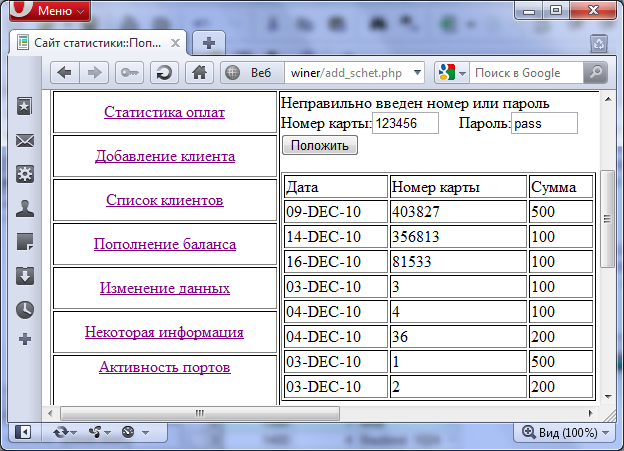 Меню
Сайт статистики::Поп...
Веб
winer/add_schet.php
Поиск в Google
Статистика оплат
Добавление клиента
Список клиентов
Пополнение баланса
Изменение данных
Некоторая информация
Активность портов
Неправильно введен номер или пароль
Номер карты: 123456 Пароль: pass
Положить
Дата Номер карты Сумма
09-DEC-10 403827 500
14-DEC-10 356813 100
16-DEC-10 81533 100
03-DEC-10 3 100
04-DEC-10 4 100
04-DEC-10 36 200
03-DEC-10 1 500
03-DEC-10 2 200
Вид (100%)